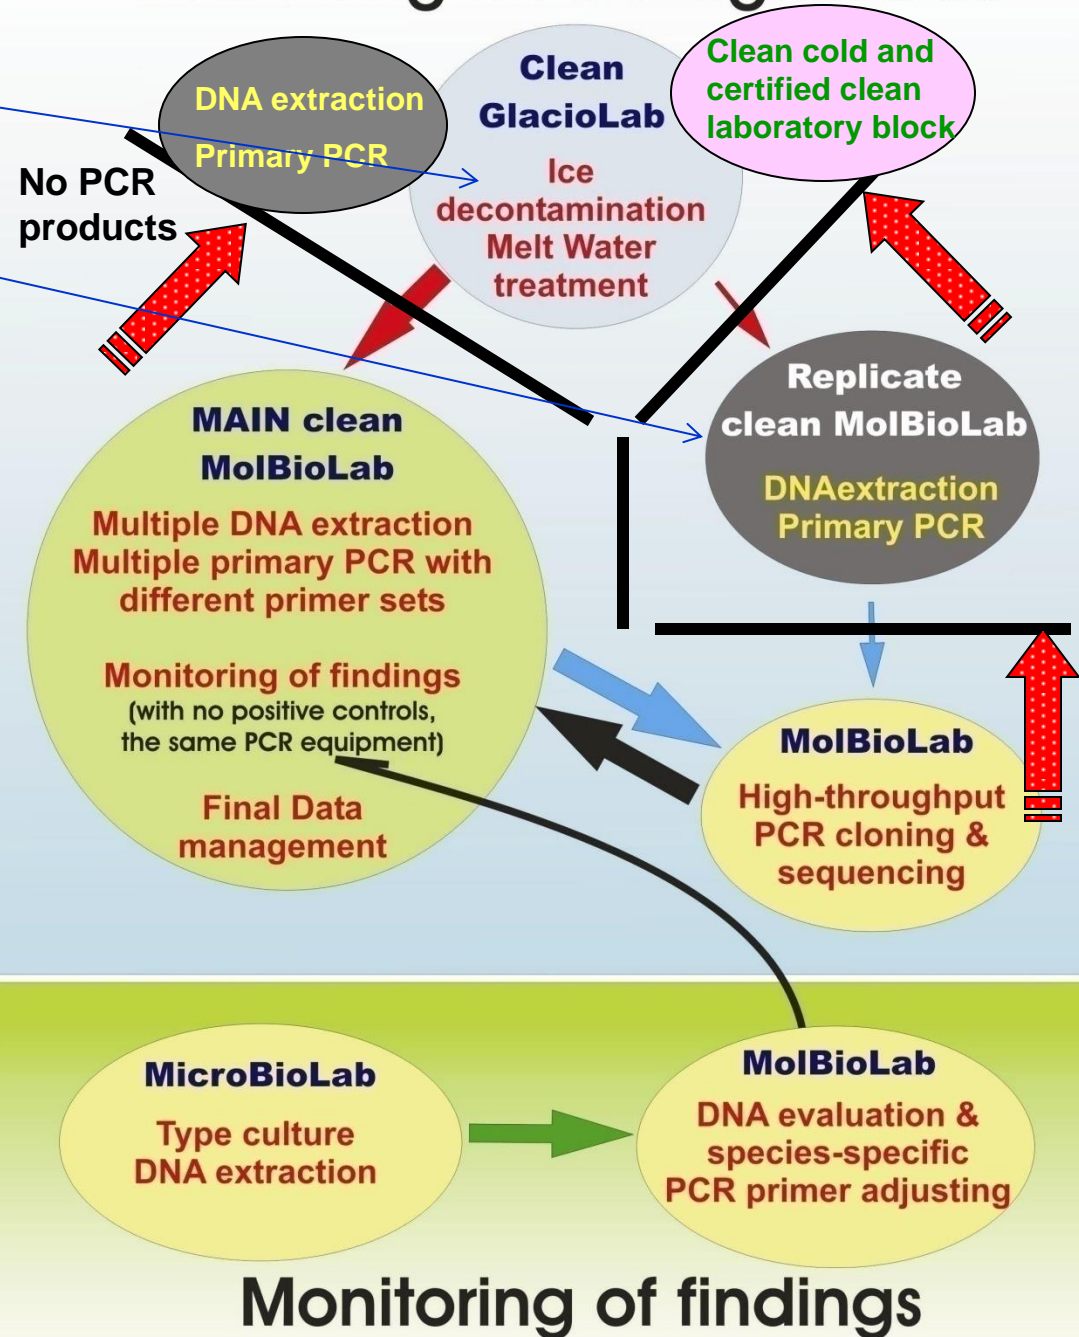 DNA extraction
Primary PCR
Clean
GlacioLab
Ice
decontamination
Melt Water
treatment
Clean cold and
certified clean
laboratory block
No PCR
products
MAIN clean
MolBioLab
Multiple DNA extraction
Multiple primary PCR with
different primer sets
Monitoring of findings
(with no positive controls,
the same PCR equipment)
Final Data
management
Replicate
clean MolBioLab
DNAextraction
Primary PCR
MolBioLab
High-throughput
PCR cloning &
sequencing
MicroBioLab
Type culture
DNA extraction
MolBioLab
DNA evaluation &
species-specific
PCR primer adjusting
Monitoring of findings